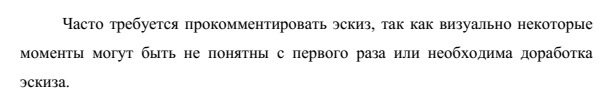 Часто требуется прокомментировать эскиз, так как визуально некоторые
моменты могут быть не понятны с первого раза или необходима доработка
эскиза.